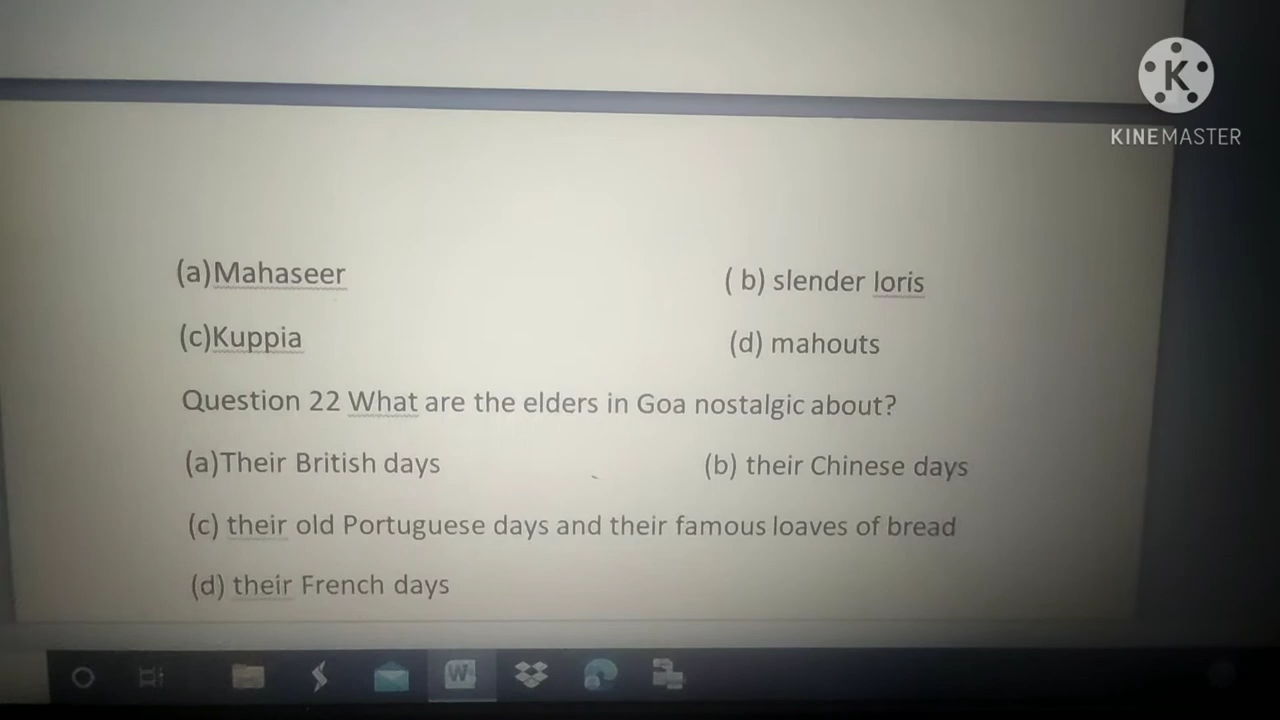 K
KINEMASTER
(a)Mahaseer ( b) slender loris
(c)Kuppia (d) mahouts
Question 22 What are the elders in Goa nostalgic about?
(a)Their British days (b) their Chinese days
(c) their old Portuguese days and their famous loaves of bread
(d) their French days
W